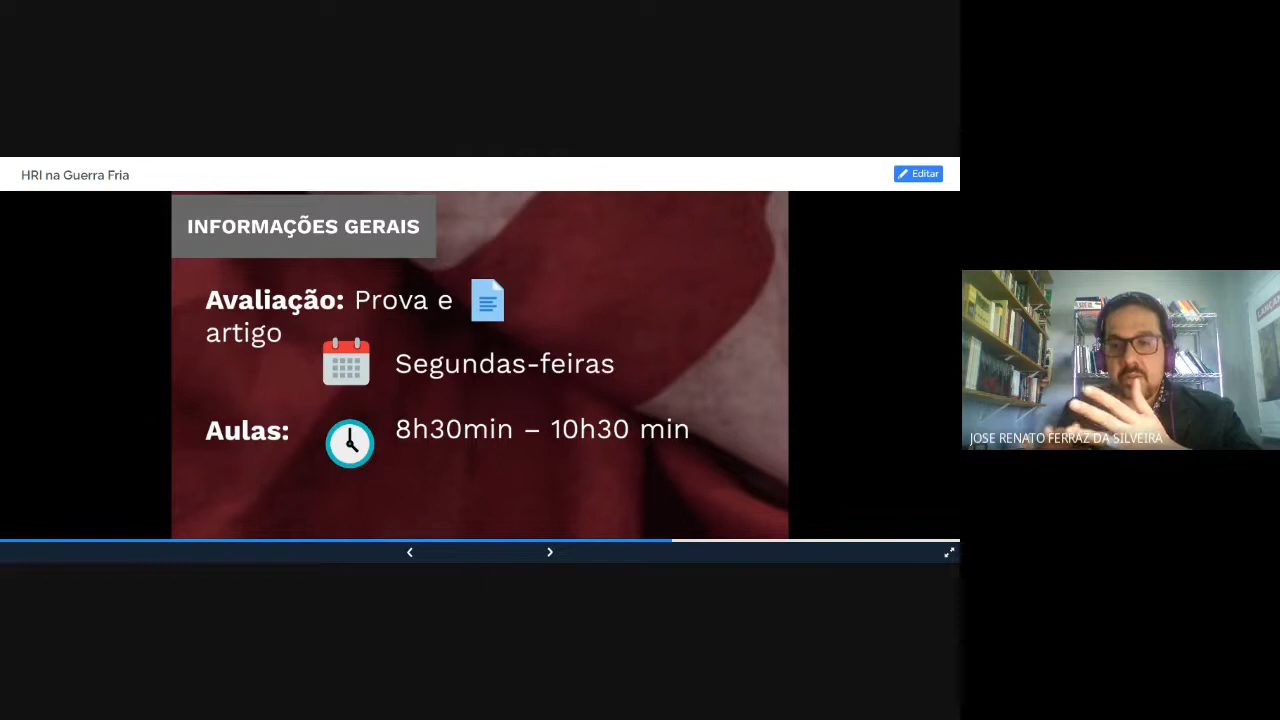 HRI na Guerra Fria
Editar
INFORMAÇÕES GERAIS
Avaliação: Prova e
artigo
Segundas-feiras
Aulas:
8h30min – 10h30 min
JOSE RENATO FERRAZ DA SILVEIRA